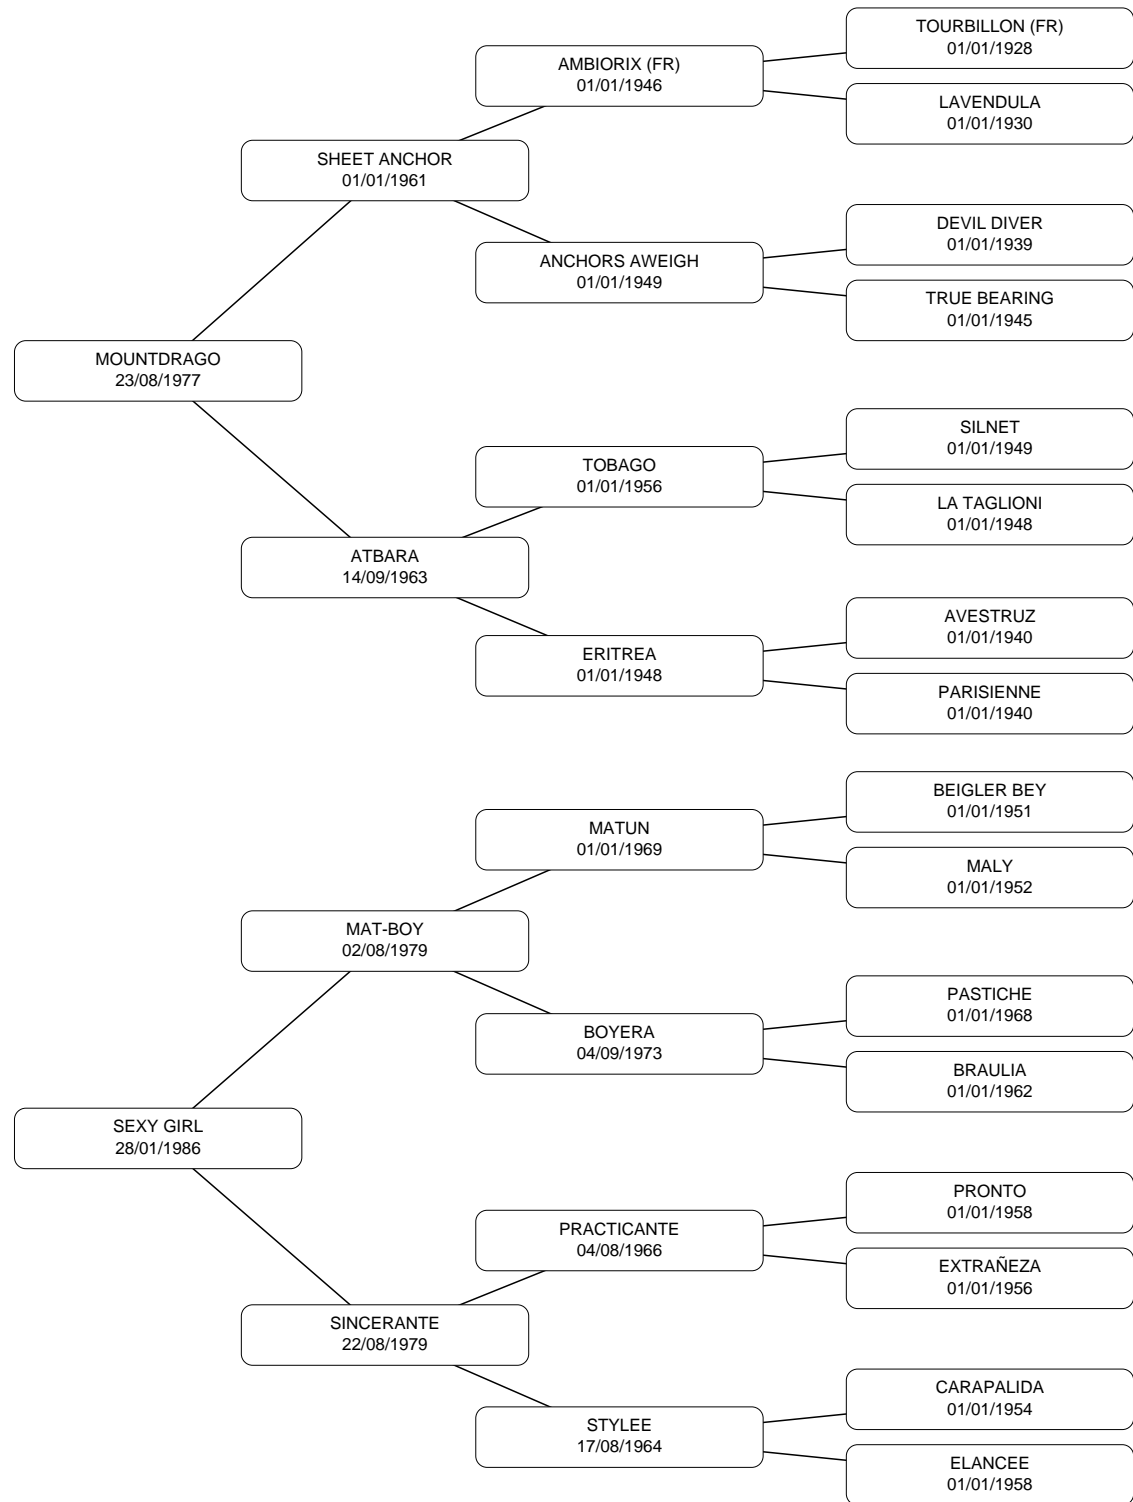 TOURBILLON (FR)
01/01/1928
AMBIORIX (FR)
01/01/1946
LAVENDULA
01/01/1930
SHEET ANCHOR
01/01/1961
DEVIL DIVER
01/01/1939
ANCHORS AWEIGH
01/01/1949
TRUE BEARING
01/01/1945
MOUNTDRAGO
23/08/1977
SILNET
01/01/1949
TOBAGO
01/01/1956
LA TAGLIONI
01/01/1948
ATBARA
14/09/1963
AVESTRUZ
01/01/1940
ERITREA
01/01/1948
PARISIENNE
01/01/1940
BEIGLER BEY
01/01/1951
MATUN
01/01/1969
MALY
01/01/1952
MAT-BOY
02/08/1979
PASTICHE
01/01/1968
BOYERA
04/09/1973
BRAULIA
01/01/1962
SEXY GIRL
28/01/1986
PRONTO
01/01/1958
PRACTICANTE
04/08/1966
EXTRAÑEZA
01/01/1956
SINCERANTE
22/08/1979
CARAPALIDA
01/01/1954
STYLEE
17/08/1964
ELANCEE
01/01/1958